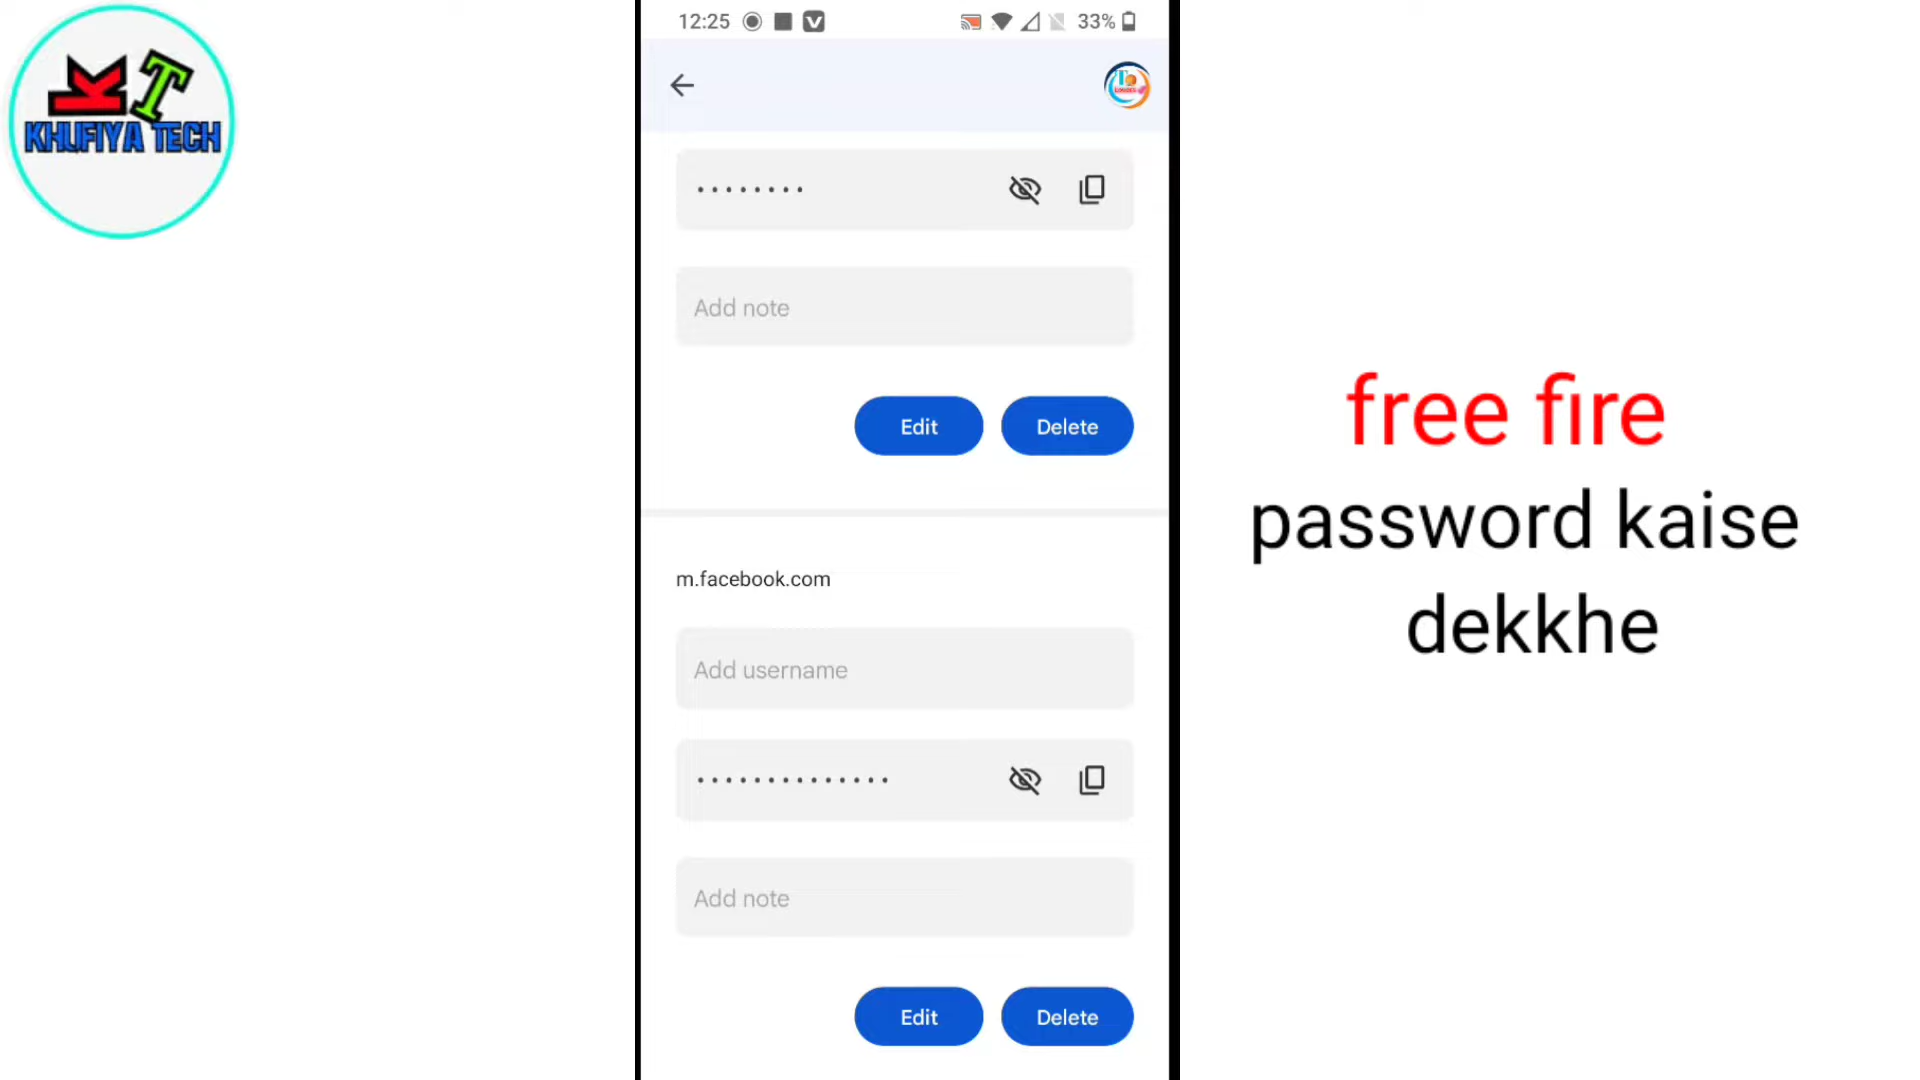 KT
KHUFIYA TECH
12:25
33%
Add note
Edit
Delete
m.facebook.com
Add username
Add note
Edit
Delete
free fire
password kaise
dekkhe